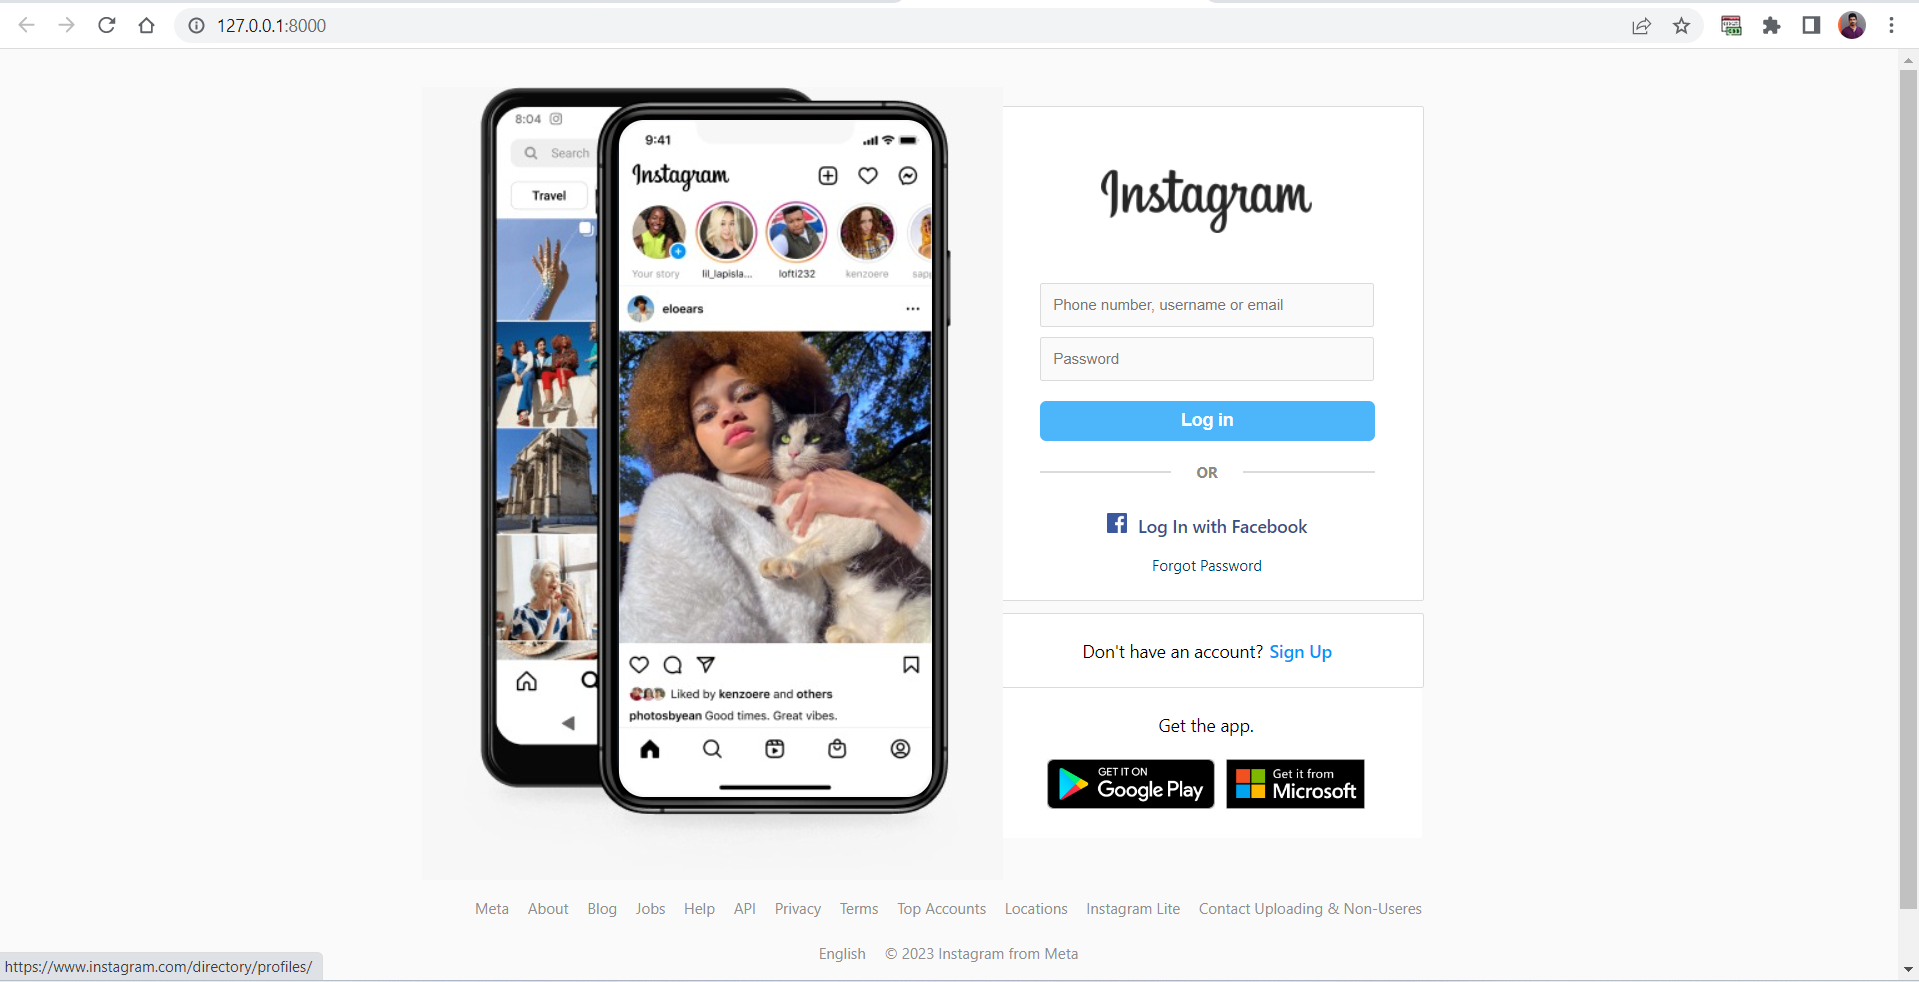 127.0.0.1:8000
8:04
Search
Travel
9:41
Instagram
Your story
lil_lapisla...
lofti232
kenzoere
sap
eloears
Liked by kenzoere and others
photosbyean Good times. Great vibes.
Instagram
Phone number, username or email
Password
Log in
OR
Log In with Facebook
Forgot Password
Don't have an account? Sign Up
Get the app.
GET IT ON
Google Play
Get it from
Microsoft
Meta About Blog Jobs Help API Privacy Terms Top Accounts Locations Instagram Lite Contact Uploading & Non-Useres
English © 2023 Instagram from Meta
https://www.instagram.com/directory/profiles/